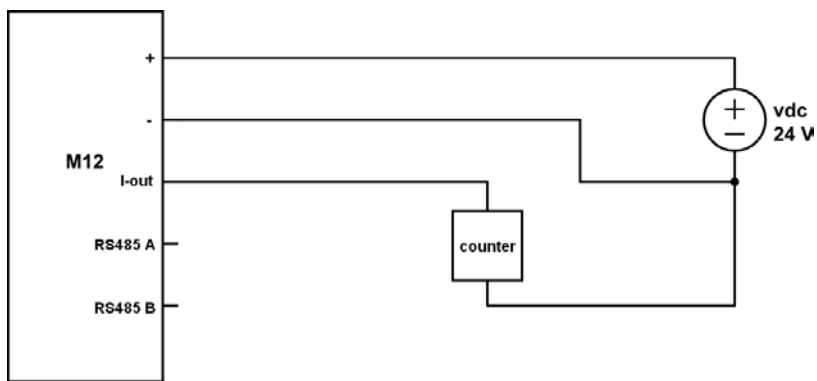 +
-
M12
I-out
RS485 A
RS485 B
counter
+
−
vdc
24 V